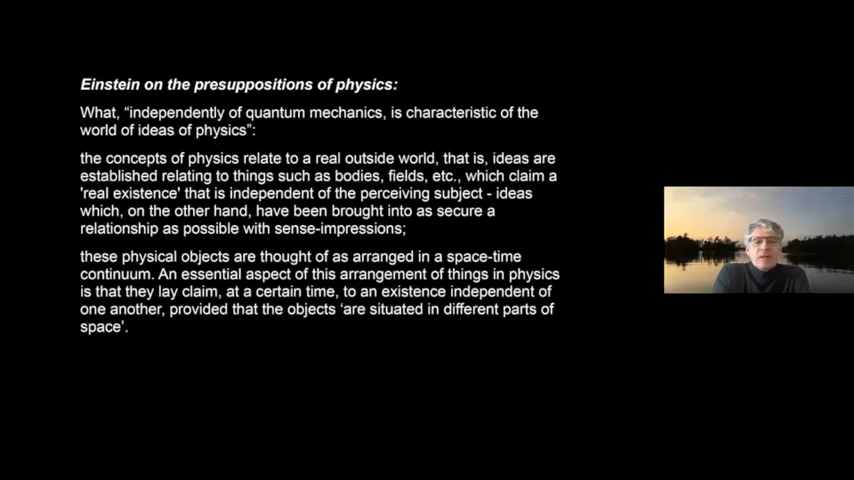 Einstein on the presuppositions of physics:
What, “independently of quantum mechanics, is characteristic of the
world of ideas of physics”:
the concepts of physics relate to a real outside world, that is, ideas are
established relating to things such as bodies, fields, etc., which claim a
'real existence' that is independent of the perceiving subject - ideas
which, on the other hand, have been brought into as secure a
relationship as possible with sense-impressions;
these physical objects are thought of as arranged in a space-time
continuum. An essential aspect of this arrangement of things in physics
is that they lay claim, at a certain time, to an existence independent of
one another, provided that the objects ‘are situated in different parts of
space’.